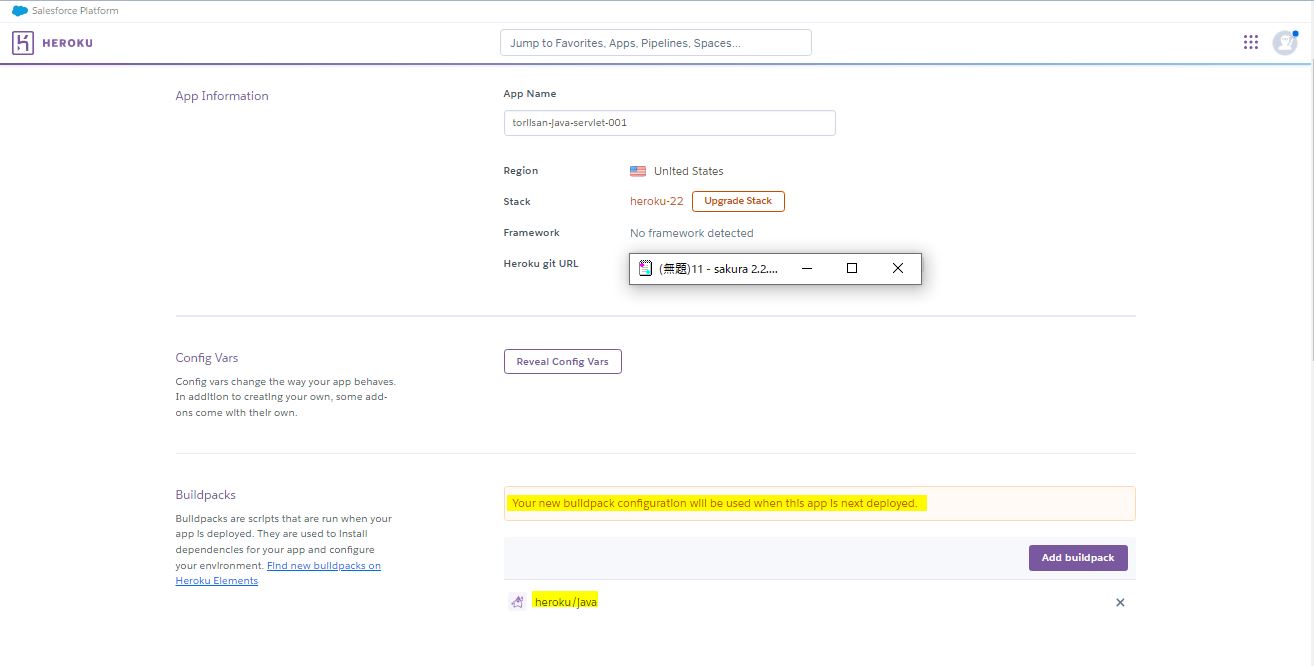 Salesforce Platform
HEROKU
Jump to Favorites, Apps, Pipelines, Spaces...
App Information
App Name
torilsan-java-servlet-001
Region
United States
Stack
heroku-22
Upgrade Stack
Framework
No framework detected
Heroku git URL
(無題)11 - sakura 2.2....
Config Vars
Config vars change the way your app behaves.
In addition to creating your own, some add-
ons come with their own.
Reveal Config Vars
Buildpacks
Buildpacks are scripts that are run when your
app is deployed. They are used to install
dependencies for your app and configure
your environment. Find new buildpacks on
Heroku Elements
Your new buildpack configuration will be used when this app is next deployed.
Add buildpack
heroku/java